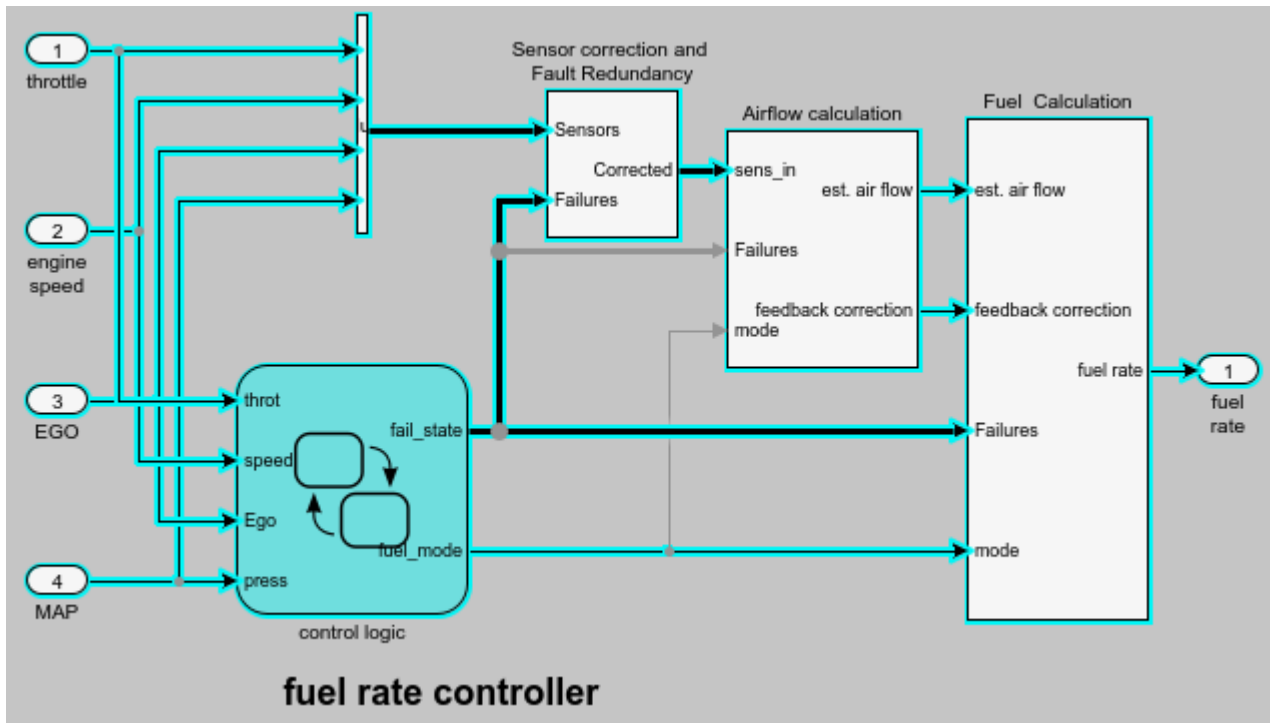 1
throttle
2
engine
speed
3
EGO
4
MAP
Sensor correction and
Fault Redundancy
Sensors
Corrected
Failures
Airflow calculation
sens_in
est. air flow
Failures
feedback correction
mode
Fuel Calculation
est. air flow
feedback correction
fuel rate
Failures
mode
1
fuel
rate
throt
fail_state
speed
Ego
fuel_mode
press
control logic
fuel rate controller